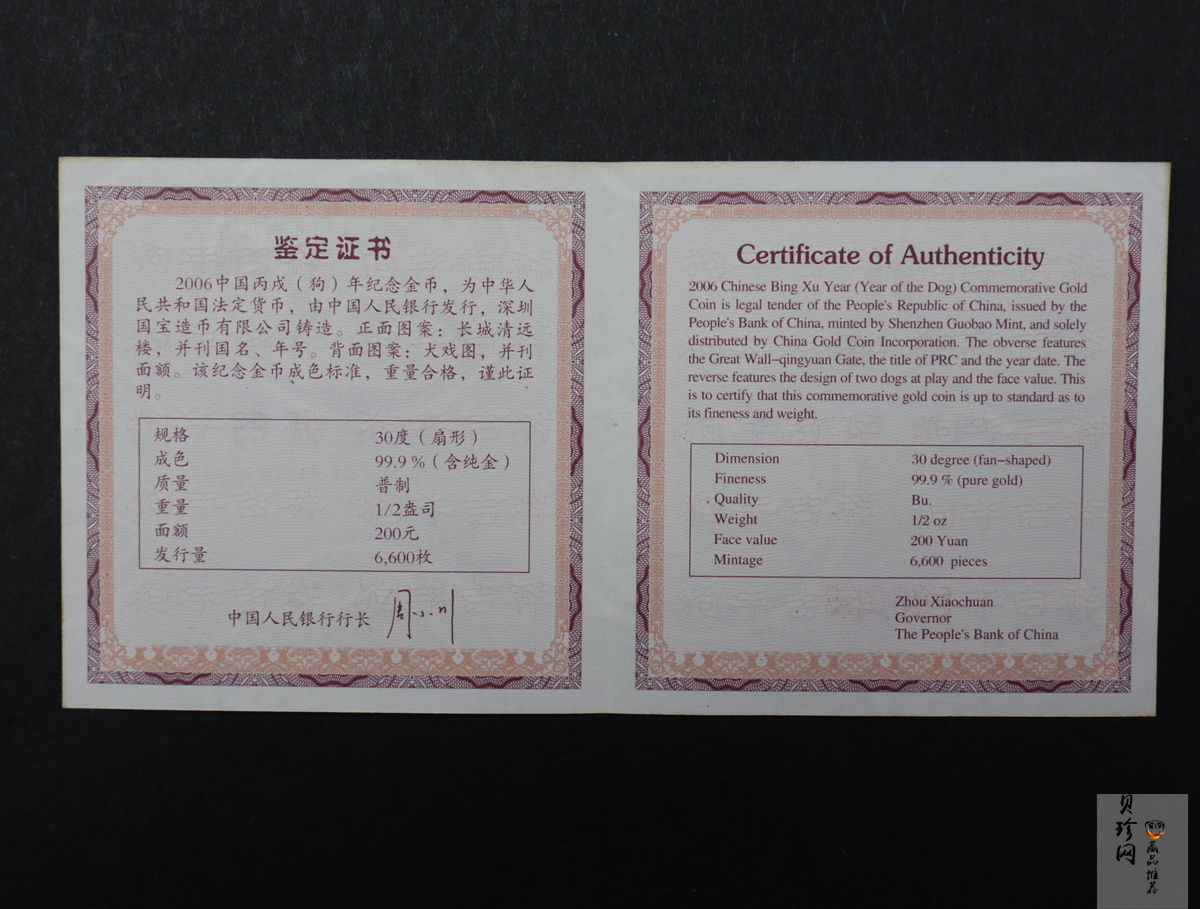 鉴定证书
2006中国丙戌（狗）年纪念金币，为中华人
民共和国法定货币，由中国人民银行发行，深圳
国宝造币有限公司铸造。正面图案：长城清远
楼，并刊国名、年号。背面图案：犬戏图，并刊
面额。该纪念金币成色标准，重量合格，谨此证
明。
规格 30度（扇形）
成色 99.9％（含纯金）
质量 普制
重量 1/2盎司
面额 200元
发行量 6,600枚
中国人民银行行长 周小川
Certificate of Authenticity
2006 Chinese Bing Xu Year (Year of the Dog) Commemorative Gold
Coin is legal tender of the People's Republic of China, issued by the
People's Bank of China, minted by Shenzhen Guobao Mint, and solely
distributed by China Gold Coin Incorporation. The obverse features
the Great Wall-qingyuan Gate, the title of PRC and the year date. The
reverse features the design of two dogs at play and the face value. This
is to certify that this commemorative gold coin is up to standard as to
its fineness and weight.
Dimension 30 degree (fan-shaped)
Fineness 99.9 % (pure gold)
Quality Bu.
Weight 1/2 oz
Face value 200 Yuan
Mintage 6,600 pieces
Zhou Xiaochuan
Governor
The People's Bank of China
贝珍网
藏品推荐